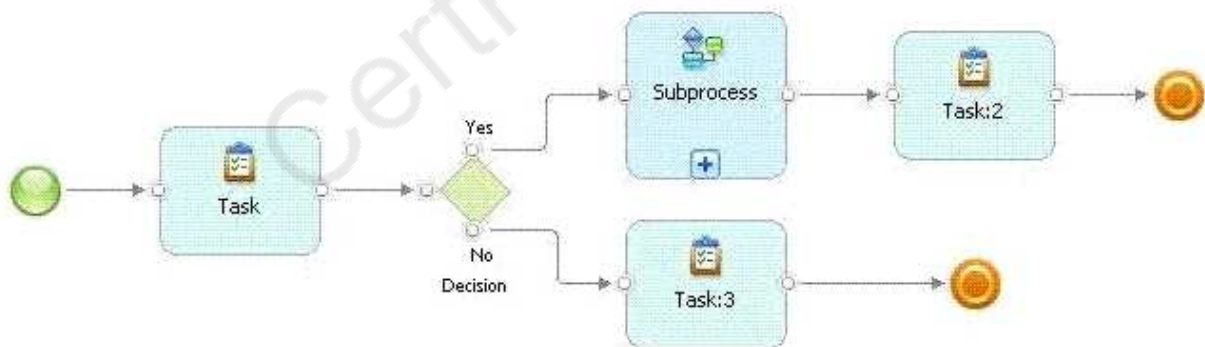 Subprocess
Task:2
Yes
Task
No
Decision
Task:3